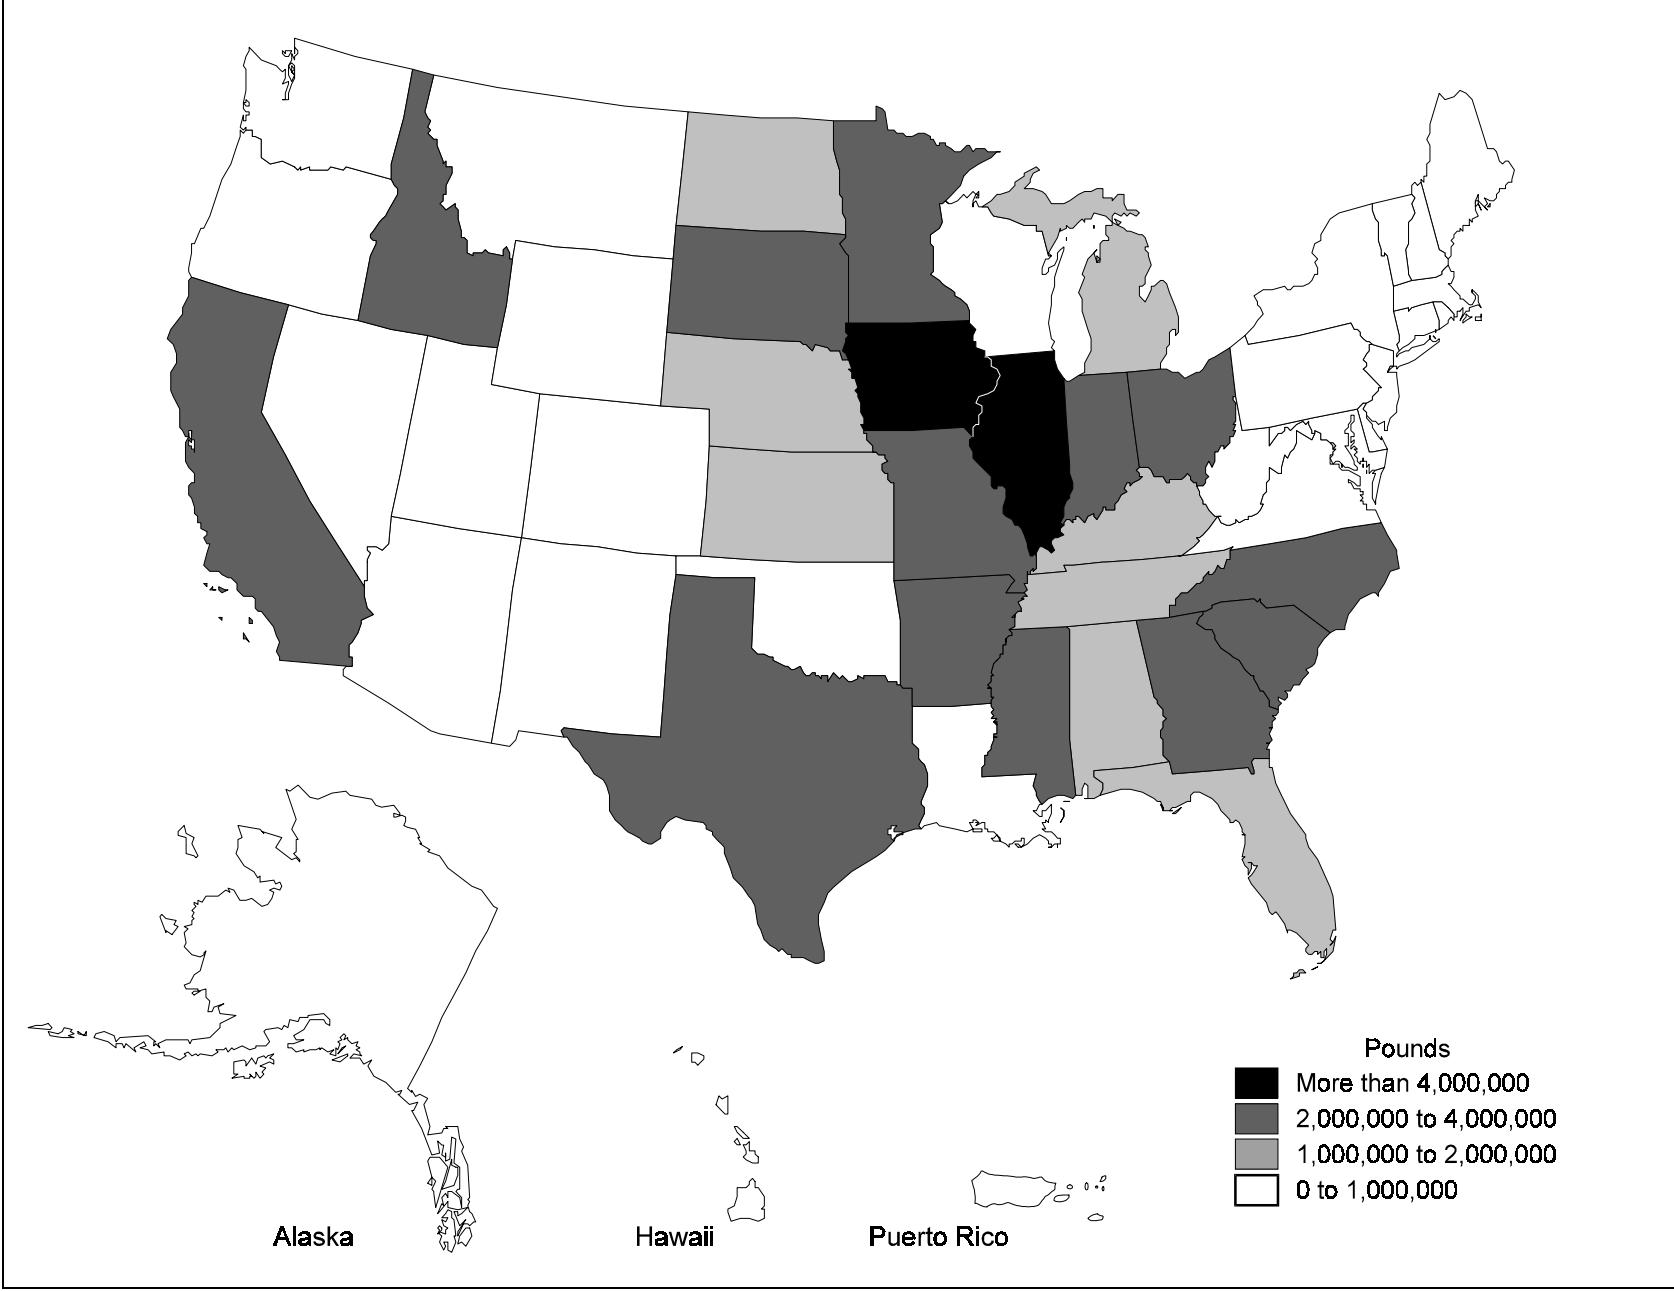 Pounds
More than 4,000,000
2,000,000 to 4,000,000
1,000,000 to 2,000,000
0 to 1,000,000
Alaska
Hawaii
Puerto Rico